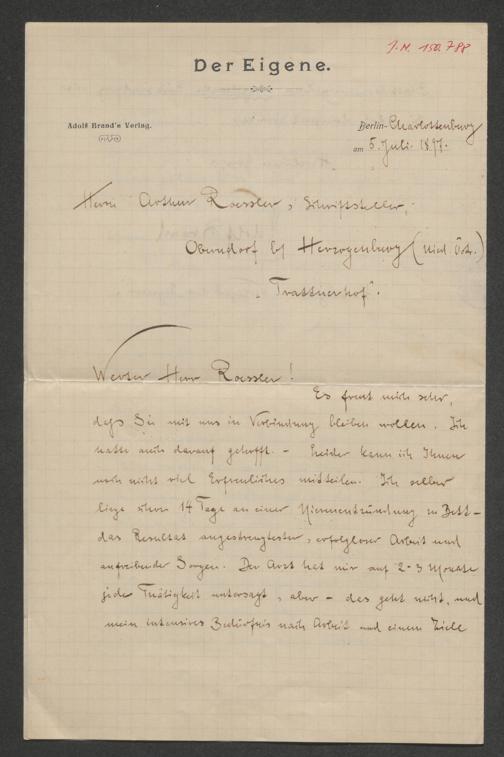 J.N. 150.788
Der Eigene.
Adolf Brand's Verlag.
Berlin-Charlottenburg
am 5. Juli 1897.
Herrn Arthur Roessler, Schriftsteller,
Oberndorf bei Herzogenburg (Nied. Östr.)
„Trattnerhof".
Werter Herr Roessler!
Es freut mich sehr,
daß Sie mit uns in Verbindung bleiben wollen. Ich
hatte auch darauf gehofft. – Leider kann ich Ihnen
noch nicht viel Erfreuliches mitteilen. Ich selber
liege schon 14 Tage an einer Nierenentzündung zu Bett –
das Resultat angestrengtester, erfolgloser Arbeit und
aufreibender Sorgen. Der Arzt hat mir auf 2-3 Monate
jede Thätigkeit untersagt, aber – das geht nicht, und
mein intensives Bedürfnis nach Arbeit und einem Ziele